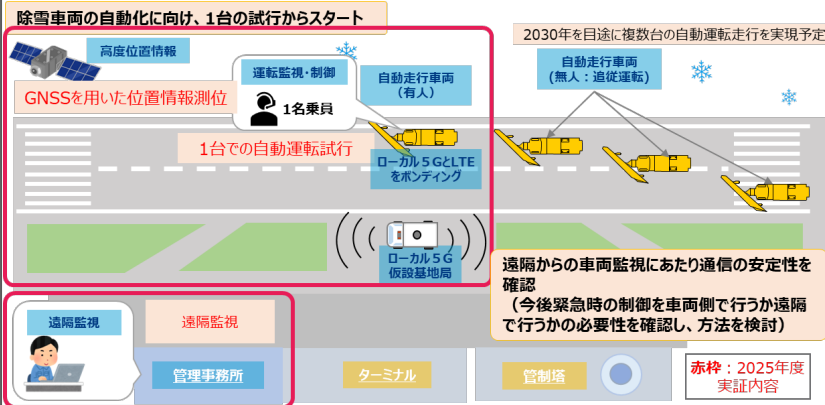 除雪車両の自動化に向け、1台の試行からスタート
2030年を目途に複数台の自動運転走行を実現予定
高度位置情報
運転監視・制御
1名乗員
自動走行車両
（有人）
自動走行車両
(無人：追従運転)
GNSSを用いた位置情報測位
1台での自動運転試行
ローカル５GとLTE
をボンディング
ローカル５G
仮設基地局
遠隔からの車両監視にあたり通信の安定性を
確認
（今後緊急時の制御を車両側で行うか遠隔
で行うかの必要性を確認し、方法を検討）
遠隔監視
遠隔監視
管理事務所
ターミナル
管制塔
赤枠：2025年度
実証内容